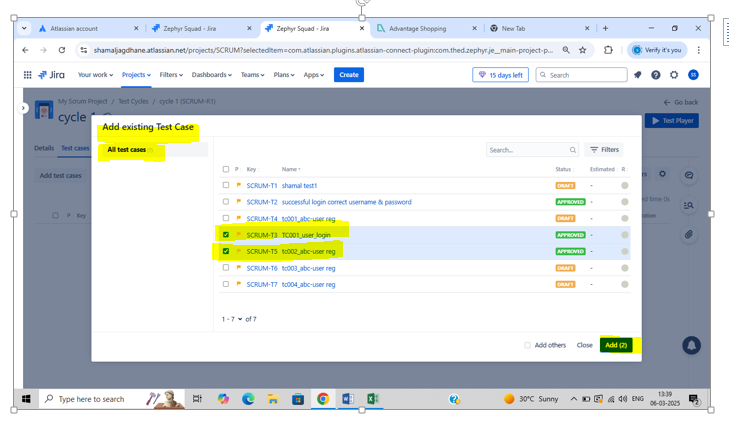 Atlassian account
Zephyr Squad - Jira
Zephyr Squad - Jira
Advantage Shopping
New Tab
shamaljagdhane.atlassian.net/projects/SCRUM?selectedItem=com.atlassian.plugins.atlassian-connect-plugin:com.thed.zephyr.je__main-project-p...
Verify it's you
Jira
Your work
Projects
Filters
Dashboards
Teams
Plans
Apps
Create
15 days left
Search
SS
My Scrum Project / Test Cycles / cycle 1 (SCRUM-R1)
Go back
cycle 1
Test Player
Details
Test cases
Add test cases
P Key
Add existing Test Case
All test cases
Search...
Filters
P Key Name Status Estimated R
SCRUM-T1 shamal test1 DRAFT -
SCRUM-T2 successful login correct username & password APPROVED -
SCRUM-T4 tc001_abc-user reg DRAFT -
SCRUM-T3 TC001_user_login APPROVED -
SCRUM-T5 tc002_abc-user reg APPROVED -
SCRUM-T6 tc003_abc-user reg DRAFT -
SCRUM-T7 tc004_abc-user reg DRAFT -
1 - 7 of 7
Add others
Close
Add (2)
Type here to search
30°C Sunny
ENG
13:39
06-03-2025
2